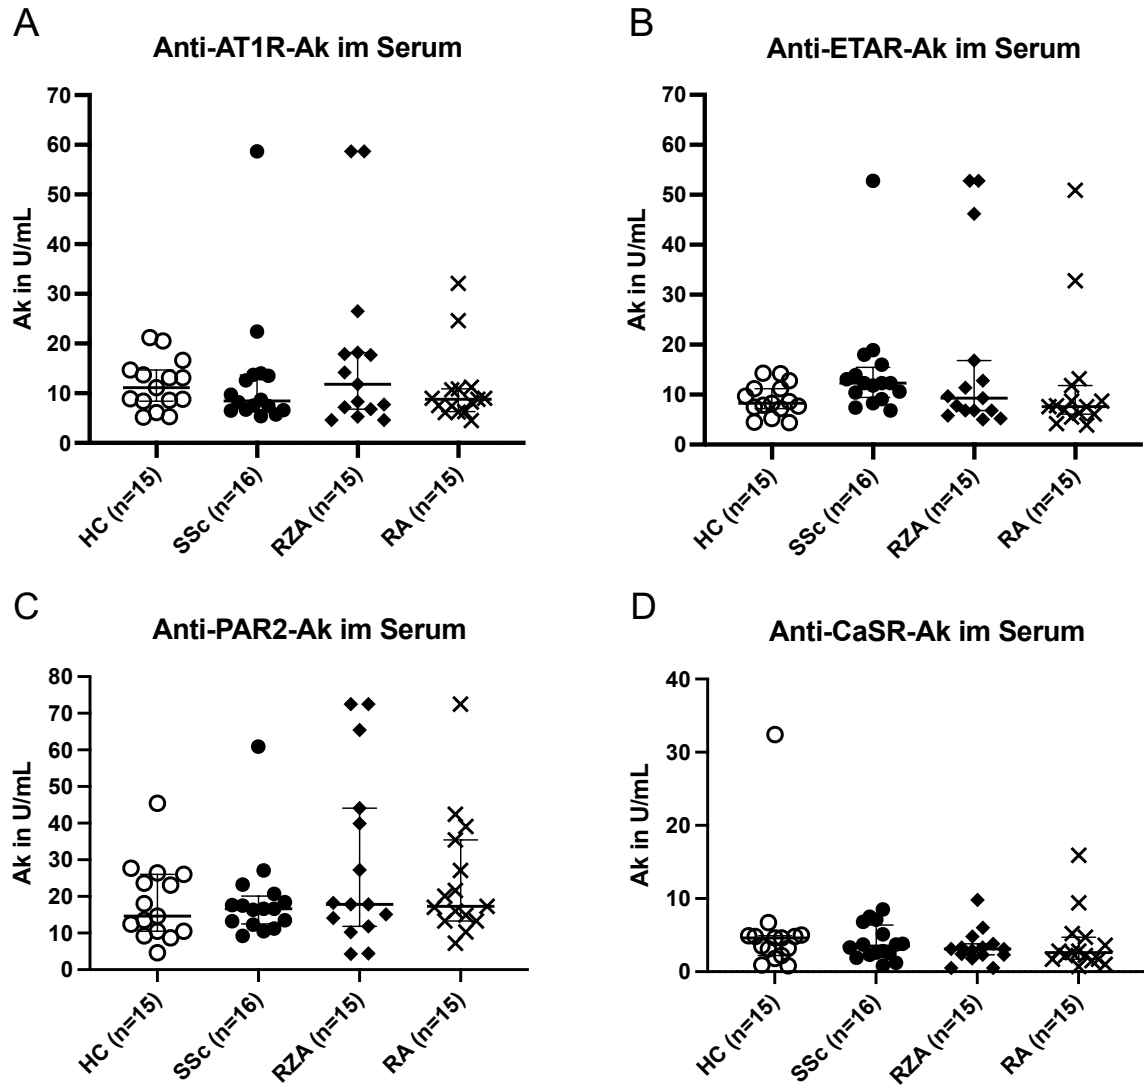 A
Anti-AT1R-Ak im Serum
Ak in U/mL
70
60
50
40
30
20
10
0
HC (n=15)
SSc (n=16)
RZA (n=15)
RA (n=15)
B
Anti-ETAR-Ak im Serum
Ak in U/mL
70
60
50
40
30
20
10
0
HC (n=15)
SSc (n=16)
RZA (n=15)
RA (n=15)
C
Anti-PAR2-Ak im Serum
Ak in U/mL
80
70
60
50
40
30
20
10
0
HC (n=15)
SSc (n=16)
RZA (n=15)
RA (n=15)
D
Anti-CaSR-Ak im Serum
Ak in U/mL
40
30
20
10
0
HC (n=15)
SSc (n=16)
RZA (n=15)
RA (n=15)